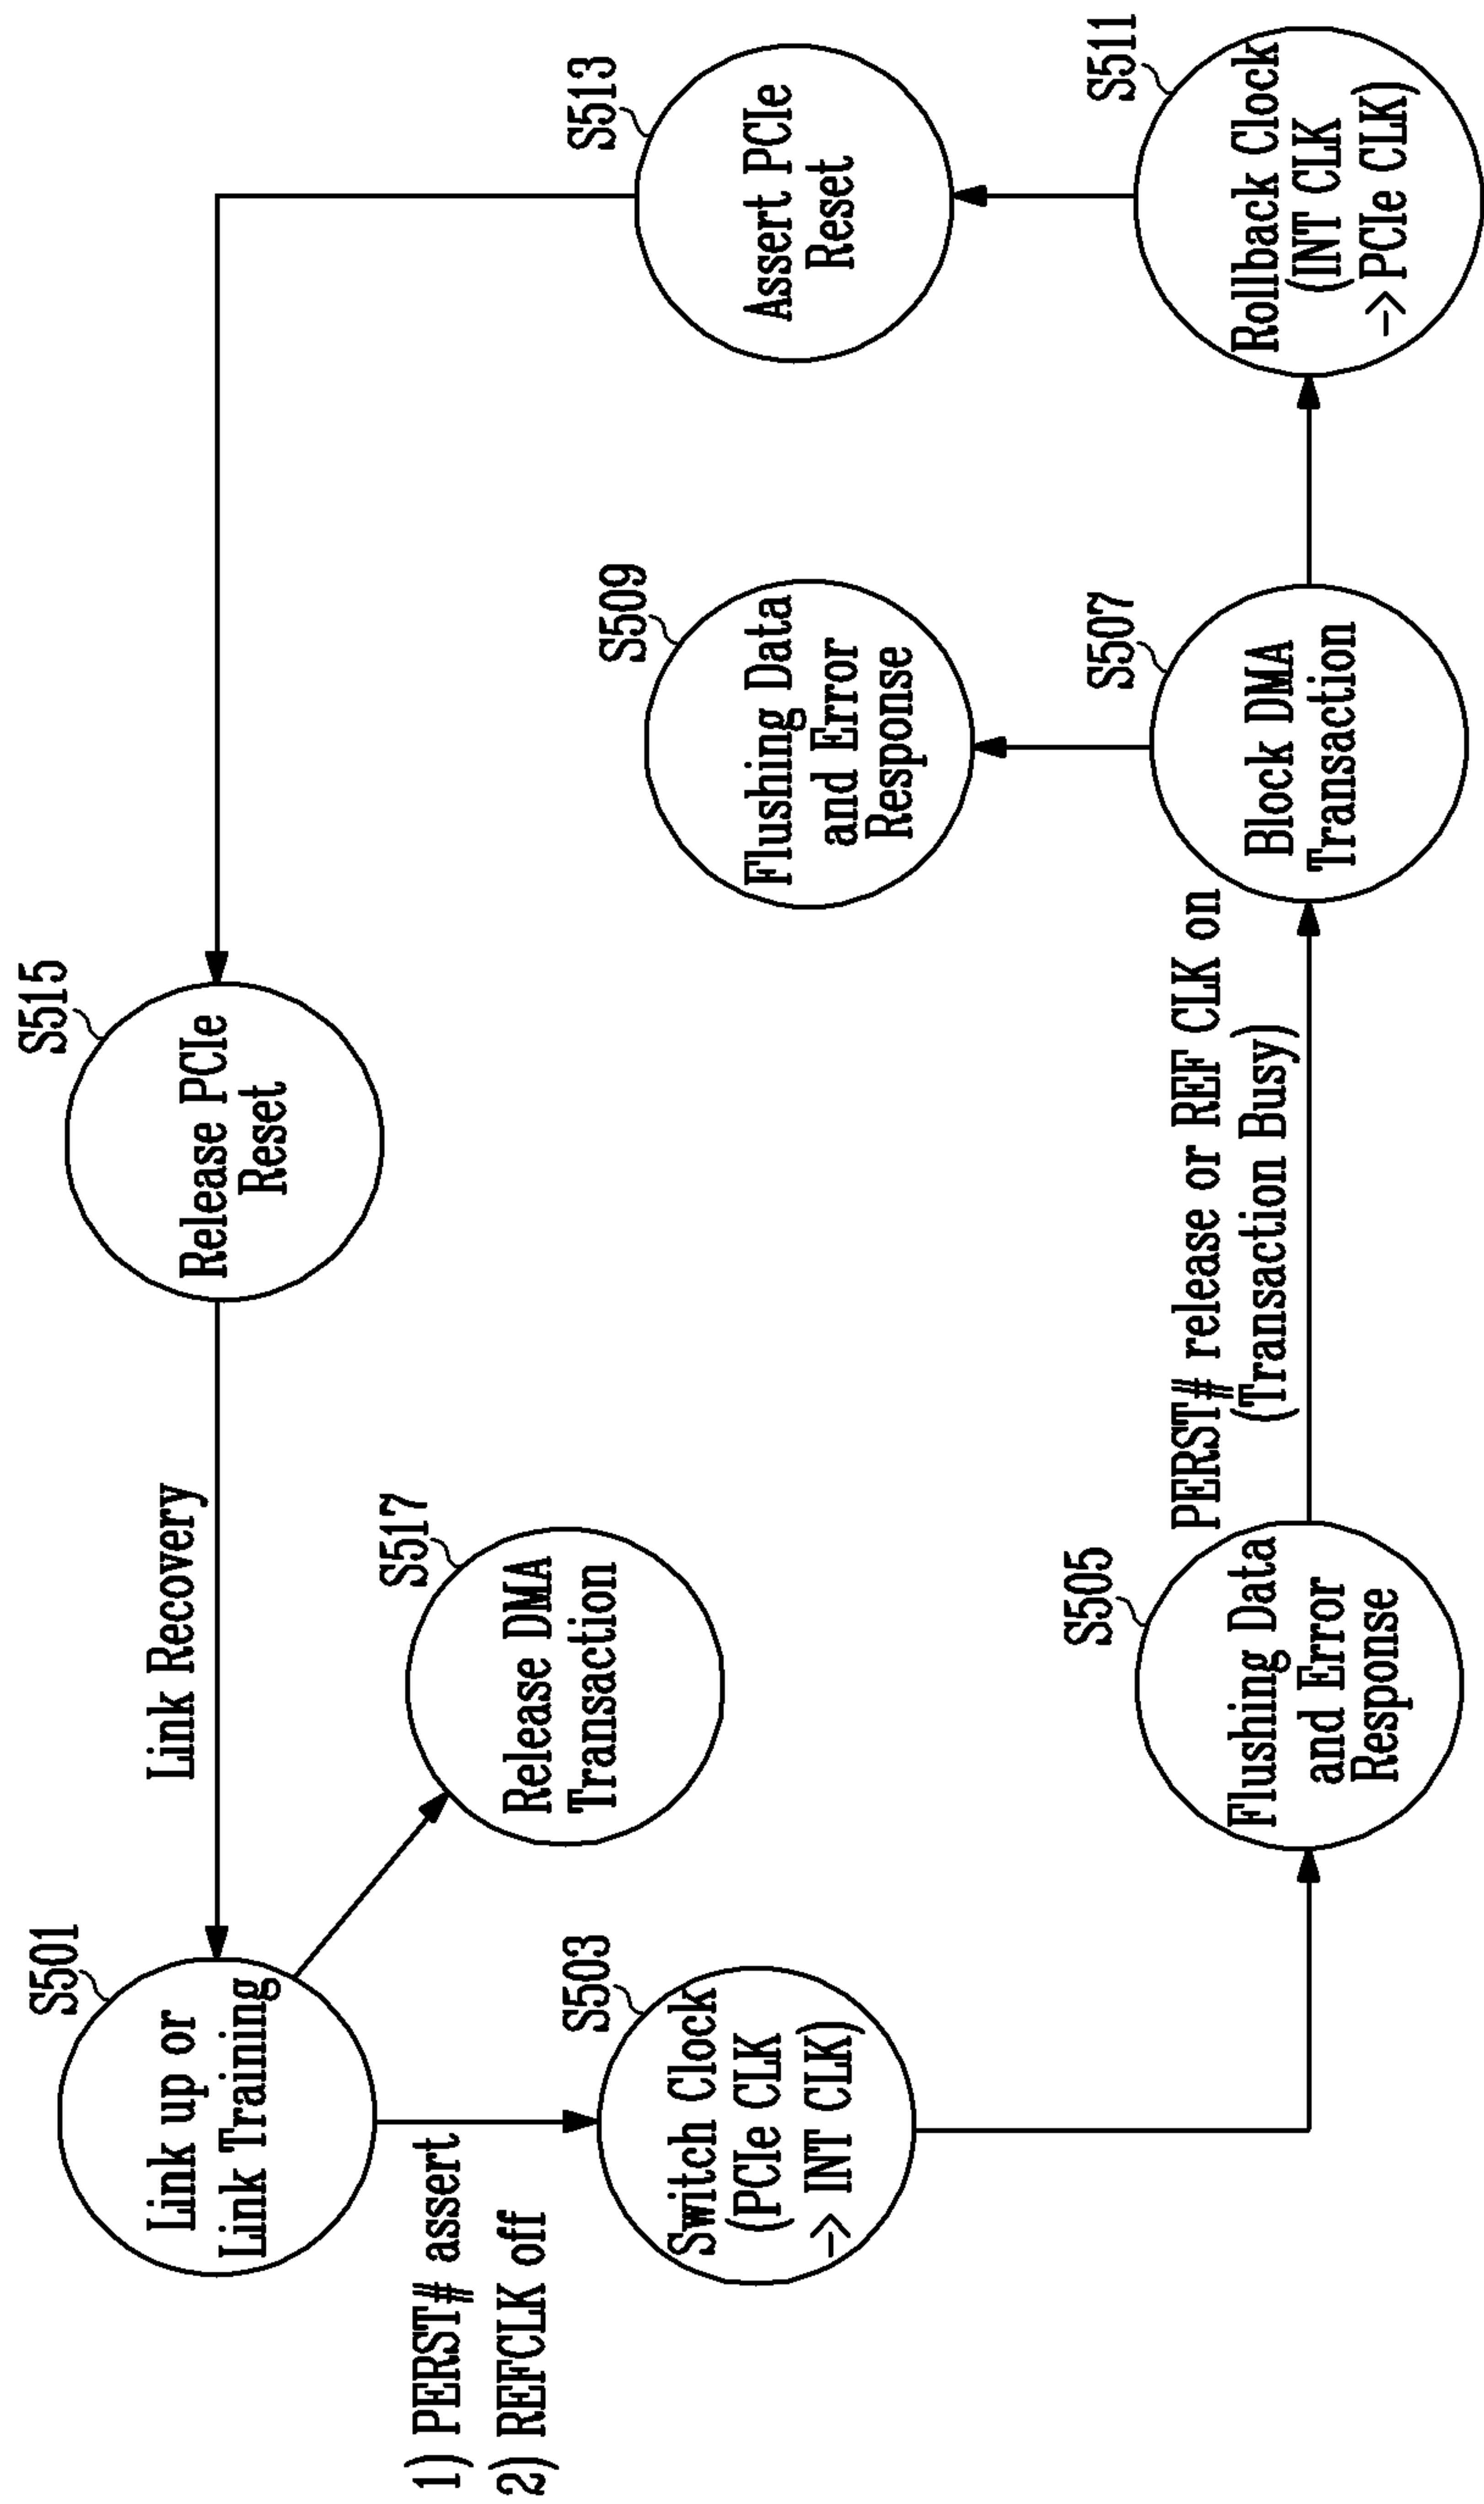 S501
Link up or
Link Training
Link Recovery
S515
Release PCIe
Reset
1) PERST# assert
2) REFCLK off
S517
Release DMA
Transaction
S503
Switch Clock
(PCIe CLK
-> INT CLK)
S509
Flushing Data
and Error
Response
S513
Assert PCIe
Reset
S505
Flushing Data
and Error
Response
PERST# release or REF CLK on
(Transaction Busy)
S507
Block DMA
Transaction
S511
Rollback Clock
(INT CLK
->PCIe CLK)